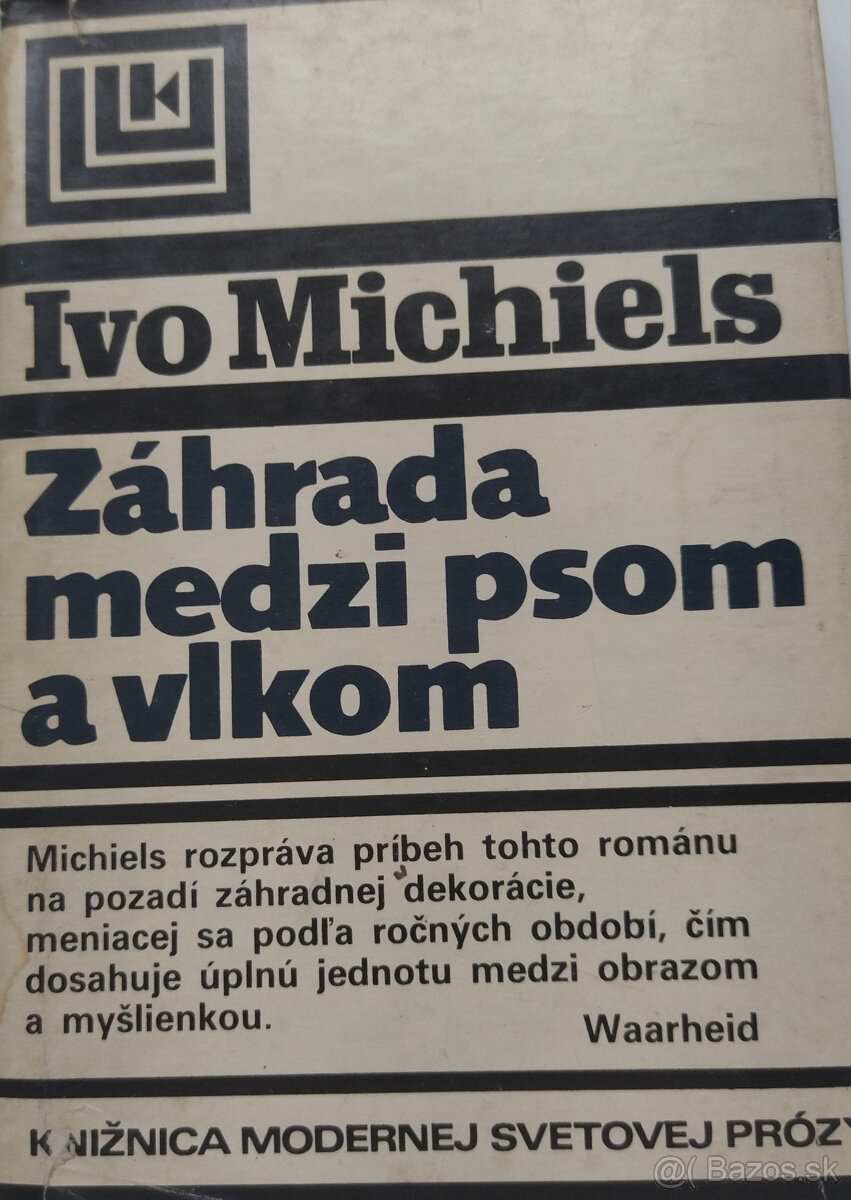 Ivo Michiels
Záhrada
medzi psom
a vlkom
Michiels rozpráva príbeh tohto románu
na pozadí záhradnej dekorácie,
meniacej sa podľa ročných období, čím
dosahuje úplnú jednotu medzi obrazom
a myšlienkou.
Waarheid
KNIŽNICA MODERNEJ SVETOVEJ PRÓZY
@( Bazos.sk